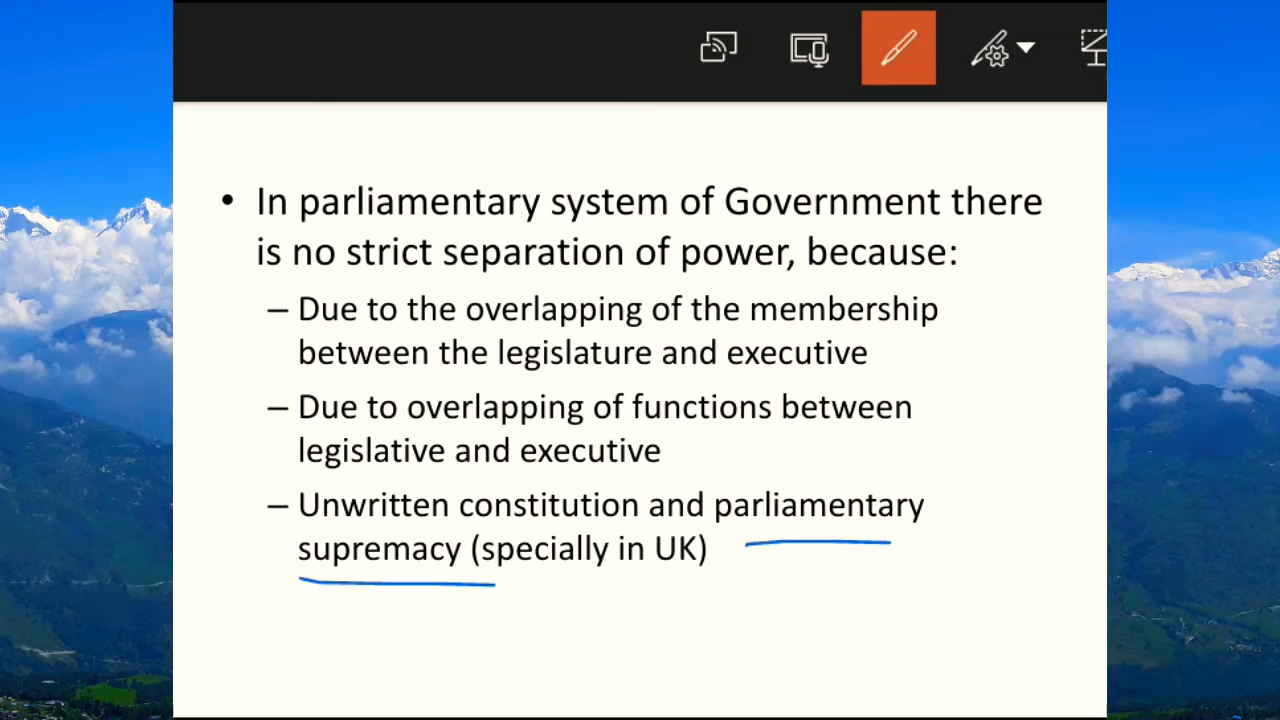 • In parliamentary system of Government there
is no strict separation of power, because:
– Due to the overlapping of the membership
between the legislature and executive
– Due to overlapping of functions between
legislative and executive
– Unwritten constitution and parliamentary
supremacy (specially in UK)